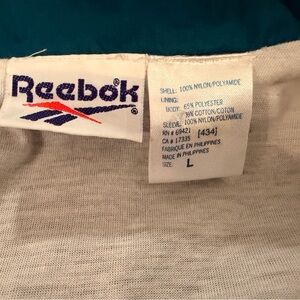 Reebok
®
SHELL: 100% NYLON/POLYAMIDE
LINING:
BODY: 65% POLYESTER
35% COTTON/COTON
SLEEVE: 100% NYLON/POLYAMIDE
RN # 69421 [434]
CA # 17335
FABRIQUE EN PHILIPPINES
MADE IN PHILIPPINES
SIZE: L